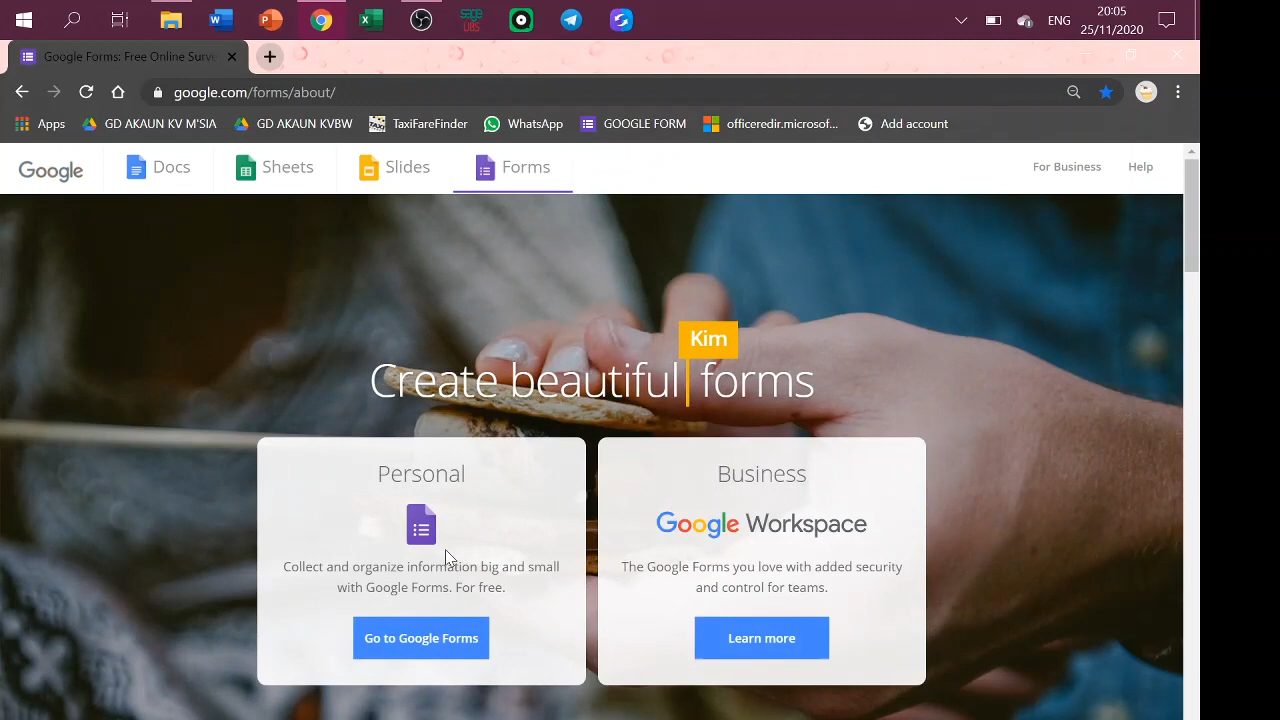 sage
UBS
ENG
20:05
25/11/2020
Google Forms: Free Online Surve
google.com/forms/about/
Apps
GD AKAUN KV M'SIA
GD AKAUN KVBW
TAXI
TaxiFareFinder
WhatsApp
GOOGLE FORM
officeredir.microsof...
Add account
Google
Docs
Sheets
Slides
Forms
For Business
Help
Kim
Create beautiful forms
Personal
Collect and organize information big and small
with Google Forms. For free.
Go to Google Forms
Business
Google Workspace
The Google Forms you love with added security
and control for teams.
Learn more